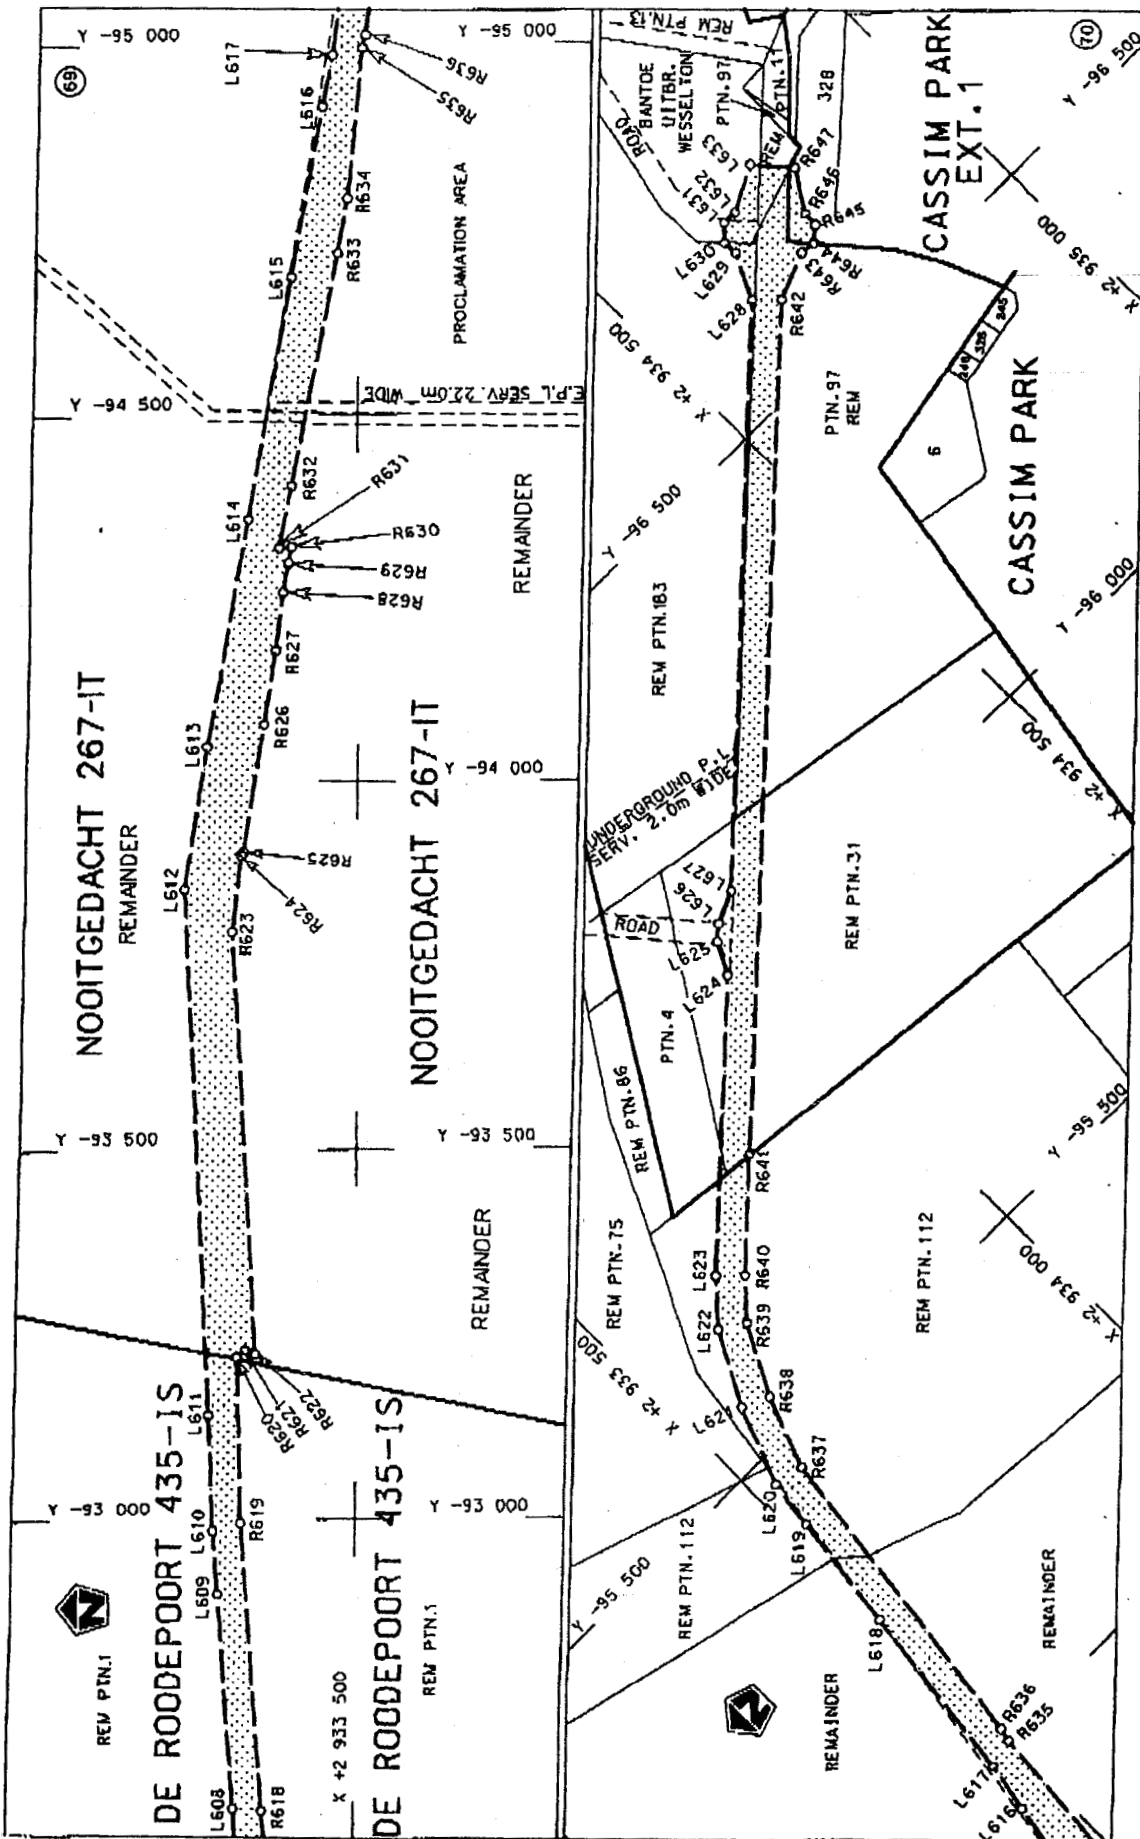 Y -95 000
Y -95 000
69
L617
R636
R635
L616
PROCLAMATION AREA
R634
R633
L615
Y -94 500
E.P.L SERV. 22.0m WIDE
R632
R631
L614
R630
R629
R628
REMAINDER
R627
R626
L613
NOOITGEDACHT 267-IT
REMAINDER
NOOITGEDACHT 267-IT
Y -94 000
R625
R624
L612
R623
Y -93 500
Y -93 500
REMAINDER
L611
R620
R621
R622
DE ROODEPOORT 435-IS
DE ROODEPOORT 435-IS
Y -93 000
Y -93 000
L610
R619
L609
N
REM PTN.1
REM PTN.1
X +2 933 500
L608
R618
REM PTN.13
70
Y -96 500
BANTOE
UITBR.
WESSELTON
PTN.97
PTN.17
328
ROAD
REM
CASSIM PARK
EXT.1
L633
L632
L631
L630
L629
L628
R647
R646
R645
R644
R643
R642
X +2 935 000
X +2 934 500
PTN.97
REM
246
326
245
6
CASSIM PARK
Y -96 500
Y -96 000
REM PTN.183
X +2 934 500
UNDERGROUND P.L
SERV. 2.0m WIDE
L627
L626
ROAD
L625
L624
REM PTN.31
PTN.4
REM PTN.86
Y -95 500
R641
REM PTN.75
L623
R640
L622
R639
REM PTN.112
X +2 934 000
X +2 933 500
R638
L621
R637
L620
L619
REM PTN.112
Y -95 500
REMAINDER
L618
N
REMAINDER
R636
R635
L617
L616